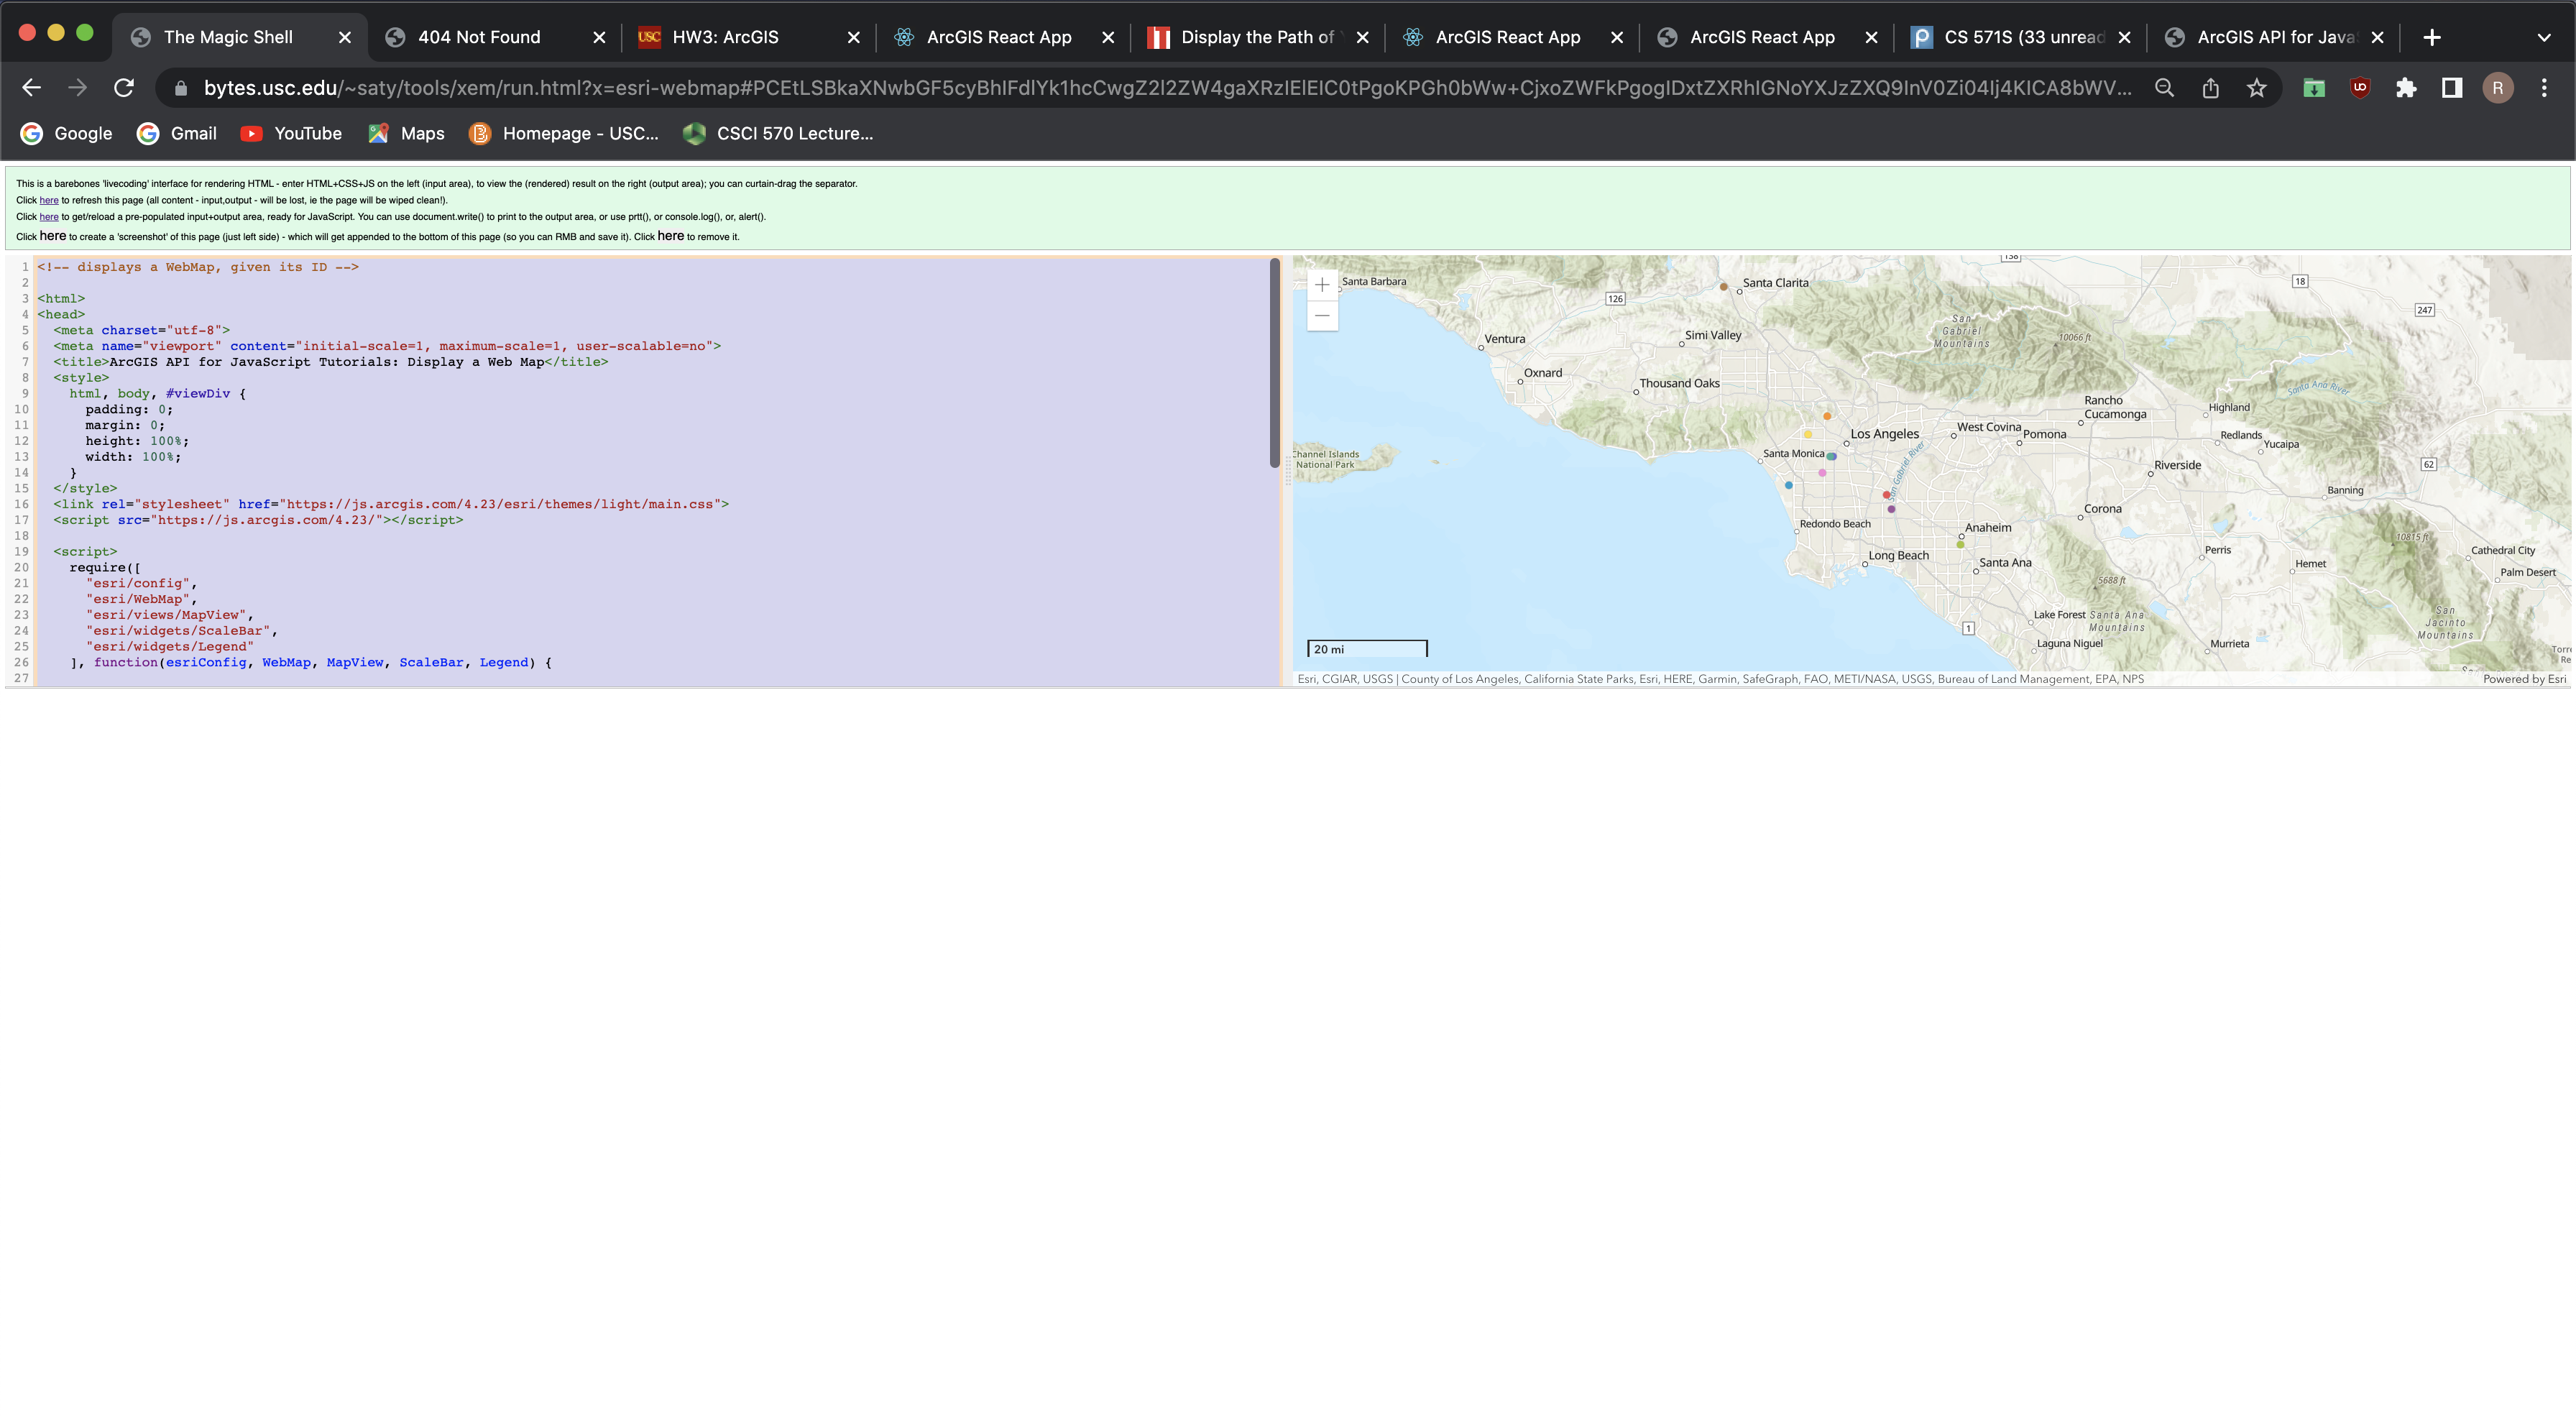 The Magic Shell
404 Not Found
HW3: ArcGIS
ArcGIS React App
Display the Path of
ArcGIS React App
ArcGIS React App
CS 571S (33 unread
ArcGIS API for Java
bytes.usc.edu/~saty/tools/xem/run.html?x=esri-webmap#PCEtLSBkaXNwbGF5cyBhIFdlYk1hcCwgZ2l2ZW4gaXRzIElEIC0tPgoKPGh0bWw+CjxoZWFkPgogIDxtZXRhIGNoYXJzZXQ9InV0Zi04Ij4KICA8bWV...
R
Google
Gmail
YouTube
Maps
Homepage - USC...
CSCI 570 Lecture...
This is a barebones 'livecoding' interface for rendering HTML - enter HTML+CSS+JS on the left (input area), to view the (rendered) result on the right (output area); you can curtain-drag the separator.
Click here to refresh this page (all content - input,output - will be lost, ie the page will be wiped clean!).
Click here to get/reload a pre-populated input+output area, ready for JavaScript. You can use document.write() to print to the output area, or use prtt(), or console.log(), or, alert().
Click here to create a 'screenshot' of this page (just left side) - which will get appended to the bottom of this page (so you can RMB and save it). Click here to remove it.
1 <!-- displays a WebMap, given its ID -->
2
3 <html>
4 <head>
5 <meta charset="utf-8">
6 <meta name="viewport" content="initial-scale=1, maximum-scale=1, user-scalable=no">
7 <title>ArcGIS API for JavaScript Tutorials: Display a Web Map</title>
8 <style>
9 html, body, #viewDiv {
10 padding: 0;
11 margin: 0;
12 height: 100%;
13 width: 100%;
14 }
15 </style>
16 <link rel="stylesheet" href="https://js.arcgis.com/4.23/esri/themes/light/main.css">
17 <script src="https://js.arcgis.com/4.23/"></script>
18
19 <script>
20 require([
21 "esri/config",
22 "esri/WebMap",
23 "esri/views/MapView",
24 "esri/widgets/ScaleBar",
25 "esri/widgets/Legend"
26 ], function(esriConfig, WebMap, MapView, ScaleBar, Legend) {
27
138
Santa Barbara
126
Santa Clarita
18
247
Ventura
Simi Valley
San
Gabriel
Mountains
10066 ft
Oxnard
Thousand Oaks
Santa Ana River
Rancho
Cucamonga
Highland
Los Angeles
West Covina
Pomona
Redlands
Yucaipa
Channel Islands
National Park
Santa Monica
San Gabriel River
Riverside
62
Banning
Redondo Beach
Corona
Anaheim
10815 ft
Long Beach
Santa Ana
Perris
Hemet
Cathedral City
Palm Desert
5688 ft
Lake Forest
Santa Ana
Mountains
San
Jacinto
Mountains
1
Laguna Niguel
Murrieta
Torre
Re
20 mi
Esri, CGIAR, USGS | County of Los Angeles, California State Parks, Esri, HERE, Garmin, SafeGraph, FAO, METI/NASA, USGS, Bureau of Land Management, EPA, NPS
Powered by Esri